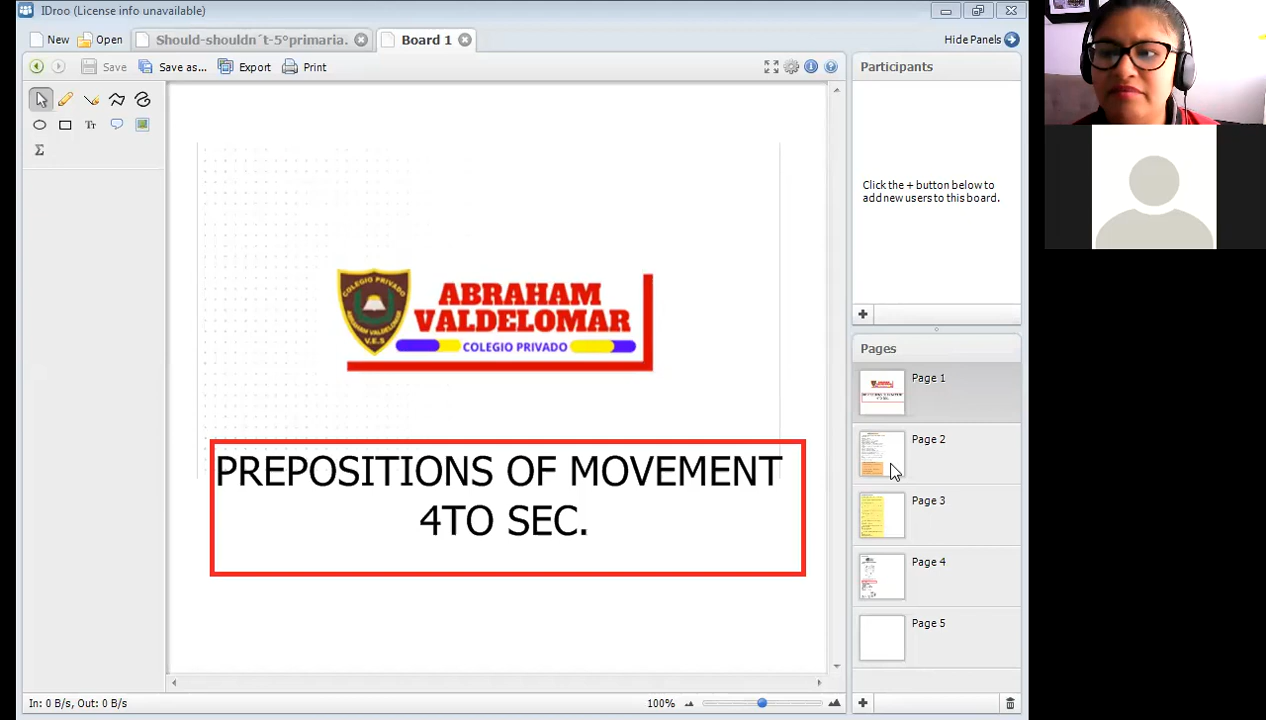 IDroo (License info unavailable)
New
Open
Should-shouldn´t-5°primaria.
Board 1
Hide Panels
Save
Save as...
Export
Print
Participants
Click the + button below to
add new users to this board.
COLEGIO PRIVADO
ABRAHAM VALDELOMAR
V.E.S
ABRAHAM
VALDELOMAR
COLEGIO PRIVADO
PREPOSITIONS OF MOVEMENT
4TO SEC.
Pages
Page 1
Page 2
Page 3
Page 4
Page 5
In: 0 B/s, Out: 0 B/s
100%